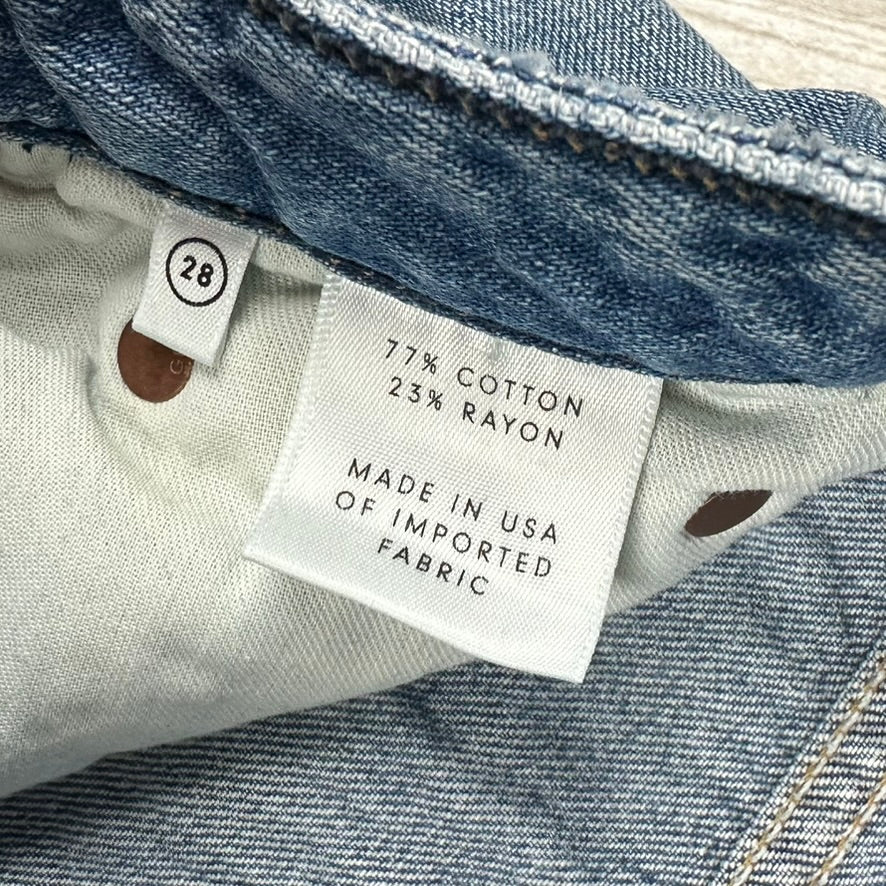 28
77% COTTON
23% RAYON
MADE IN USA
OF IMPORTED
FABRIC